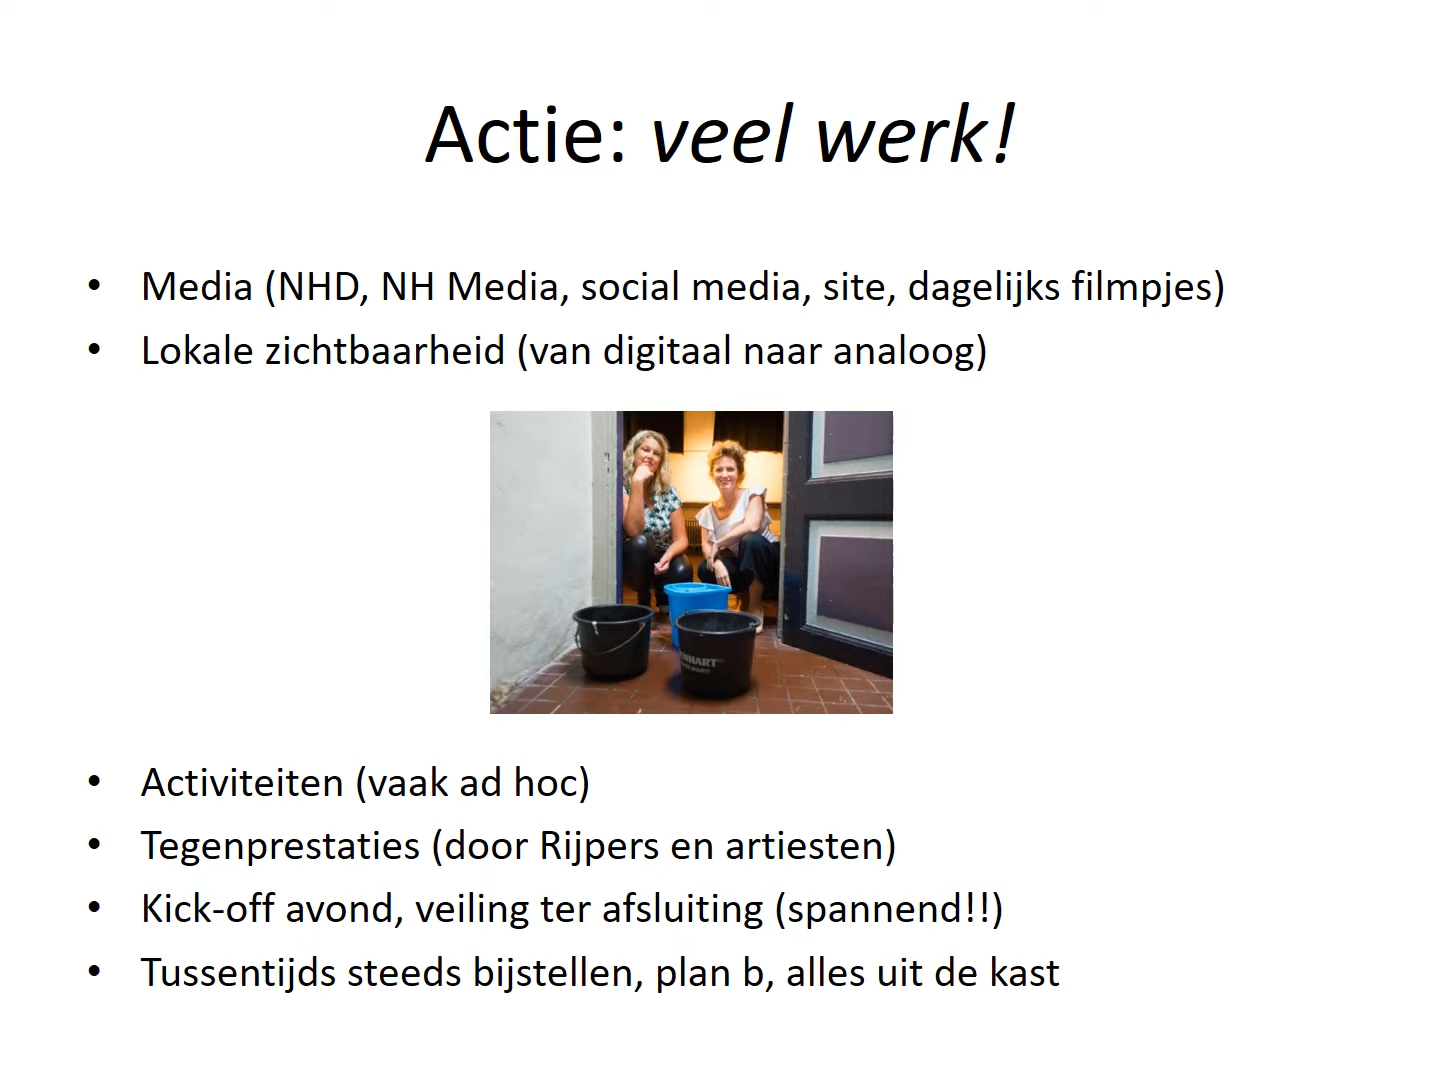 Actie: veel werk!
• Media (NHD, NH Media, social media, site, dagelijks filmpjes)
• Lokale zichtbaarheid (van digitaal naar analoog)
• Activiteiten (vaak ad hoc)
• Tegenprestaties (door Rijpers en artiesten)
• Kick-off avond, veiling ter afsluiting (spannend!!)
• Tussentijds steeds bijstellen, plan b, alles uit de kast